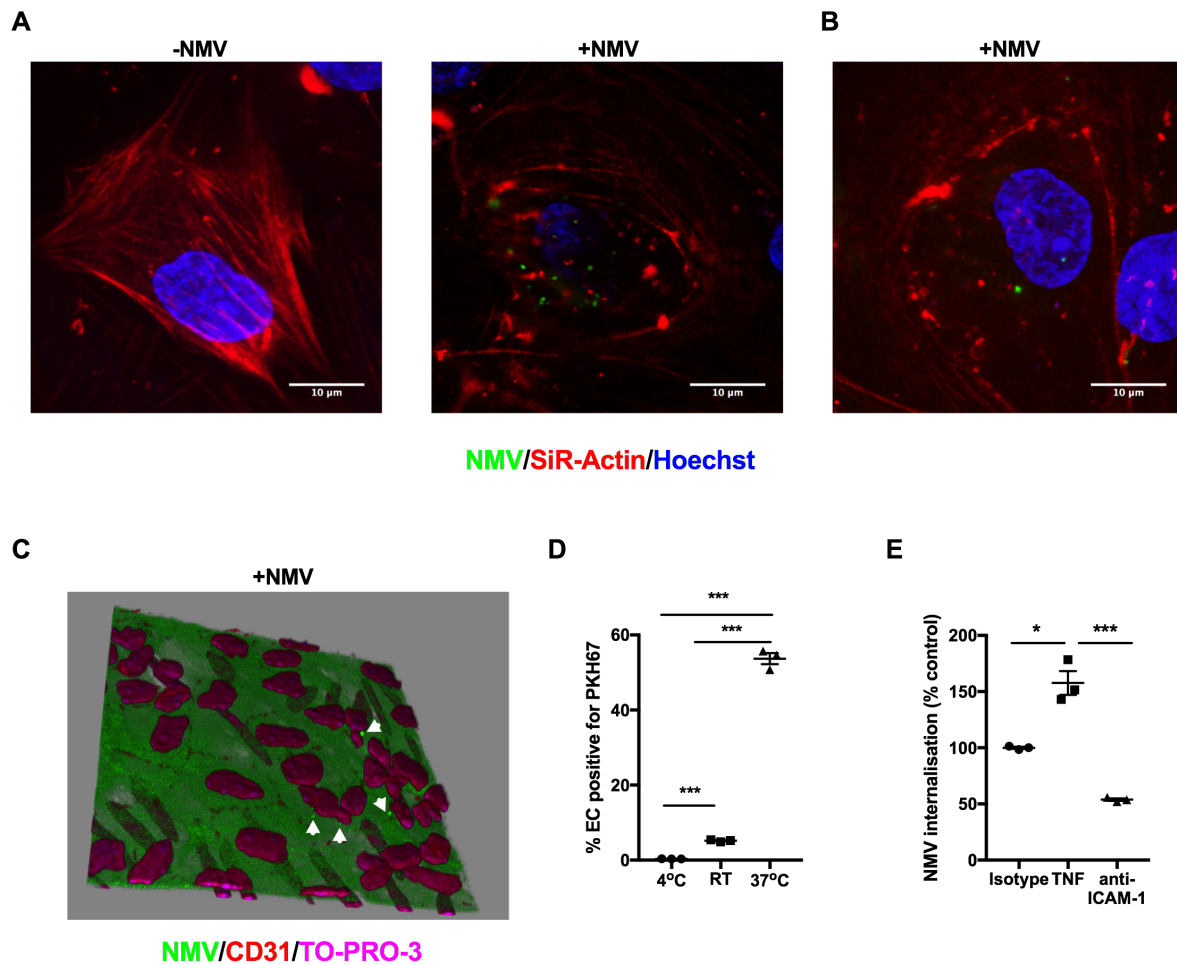 A
-NMV
+NMV
B
+NMV
10 µm
10 µm
10 µm
NMV/SiR-Actin/Hoechst
C
+NMV
NMV/CD31/TO-PRO-3
D
% EC positive for PKH67
60
40
20
0
***
***
***
4ºC
RT
37ºC
E
NMV internalisation (% control)
200
150
100
50
0
*
***
Isotype
TNF
anti-
ICAM-1